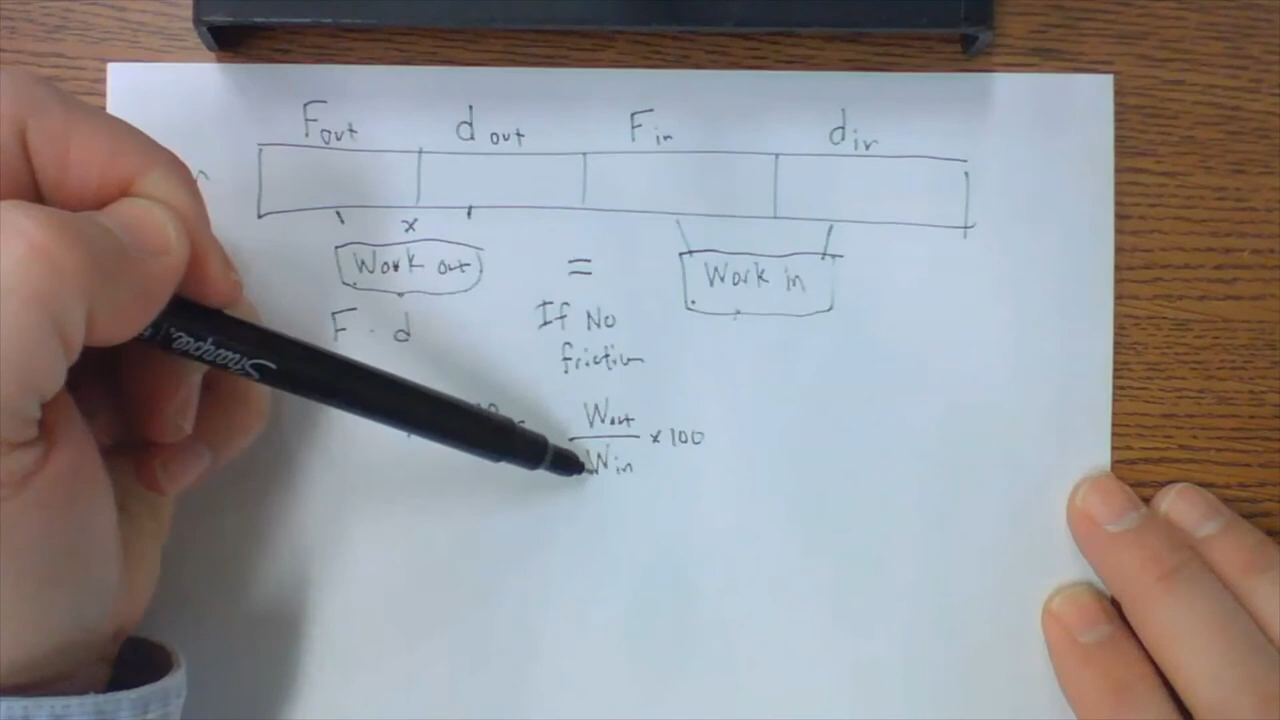 Fout dout Fin din
x
Work out = Work in
F · d If No
friction
Wout
Win
x 100
Sharpie